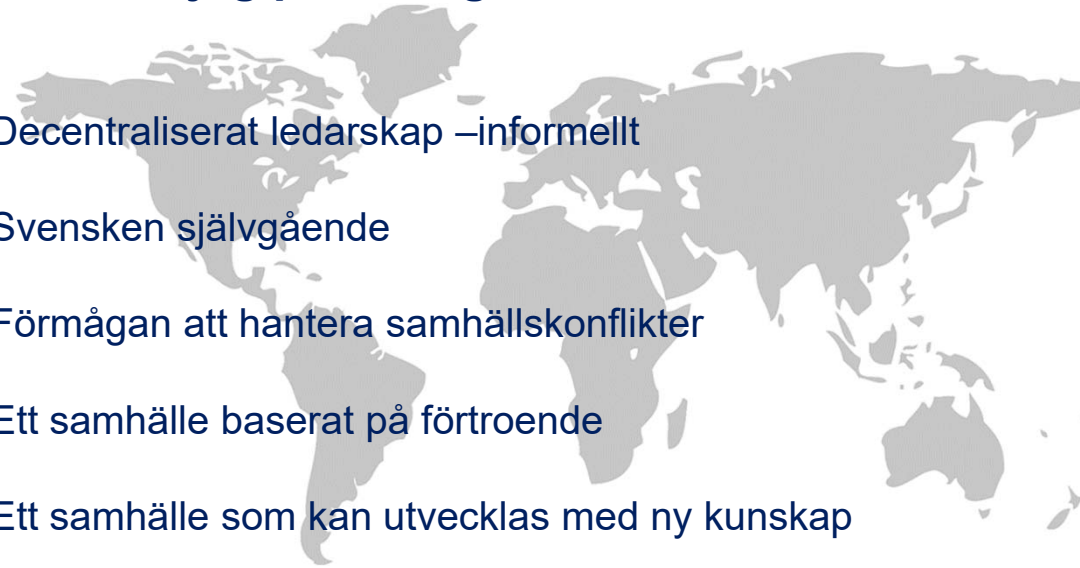 Decentraliserat ledarskap –informellt
Svensken självgående
Förmågan att hantera samhällskonflikter
Ett samhälle baserat på förtroende
Ett samhälle som kan utvecklas med ny kunskap